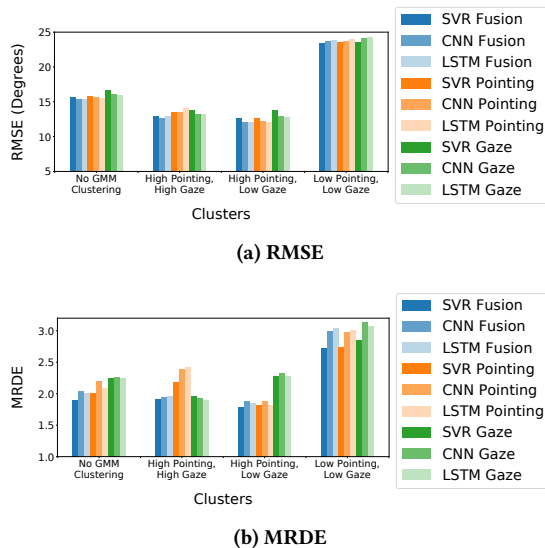 RMSE (Degrees)
25
20
15
10
5
No GMM
Clustering
High Pointing,
High Gaze
High Pointing,
Low Gaze
Low Pointing,
Low Gaze
Clusters
SVR Fusion
CNN Fusion
LSTM Fusion
SVR Pointing
CNN Pointing
LSTM Pointing
SVR Gaze
CNN Gaze
LSTM Gaze
(a) RMSE
MRDE
3.0
2.5
2.0
1.5
1.0
No GMM
Clustering
High Pointing,
High Gaze
High Pointing,
Low Gaze
Low Pointing,
Low Gaze
Clusters
SVR Fusion
CNN Fusion
LSTM Fusion
SVR Pointing
CNN Pointing
LSTM Pointing
SVR Gaze
CNN Gaze
LSTM Gaze
(b) MRDE